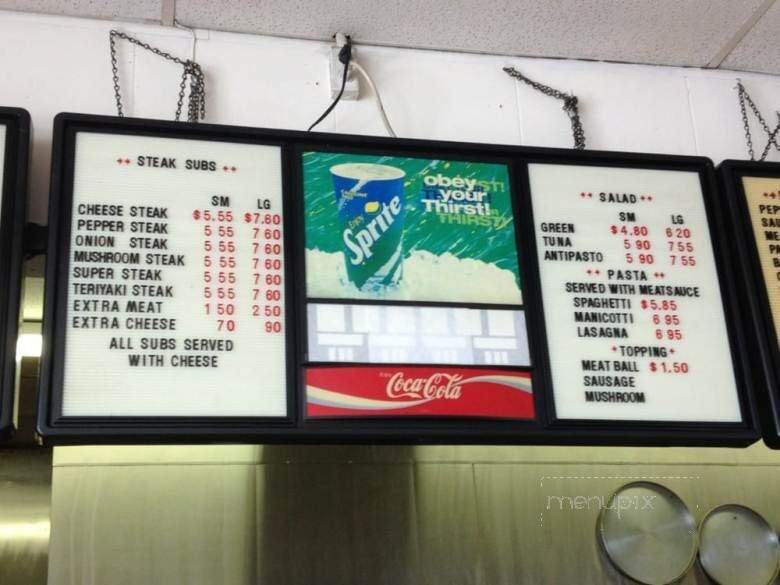 ++ STEAK SUBS ++
SM LG
CHEESE STEAK $5.55 $7.60
PEPPER STEAK 5 55 7 60
ONION STEAK 5 55 7 60
MUSHROOM STEAK 5 55 7 60
SUPER STEAK 5 55 7 60
TERIYAKI STEAK 5 55 7 60
EXTRA MEAT 1 50 2 50
EXTRA CHEESE 70 90
ALL SUBS SERVED
WITH CHEESE
Sprite
obey
your
Thirst!
Coca-Cola
++ SALAD ++
SM LG
GREEN $4.80 6 20
TUNA 5 90 7 55
ANTIPASTO 5 90 7 55
++ PASTA ++
SERVED WITH MEATSAUCE
SPAGHETTI $5.85
MANICOTTI 6 95
LASAGNA 6 95
+ TOPPING +
MEAT BALL $1.50
SAUSAGE
MUSHROOM
menupix